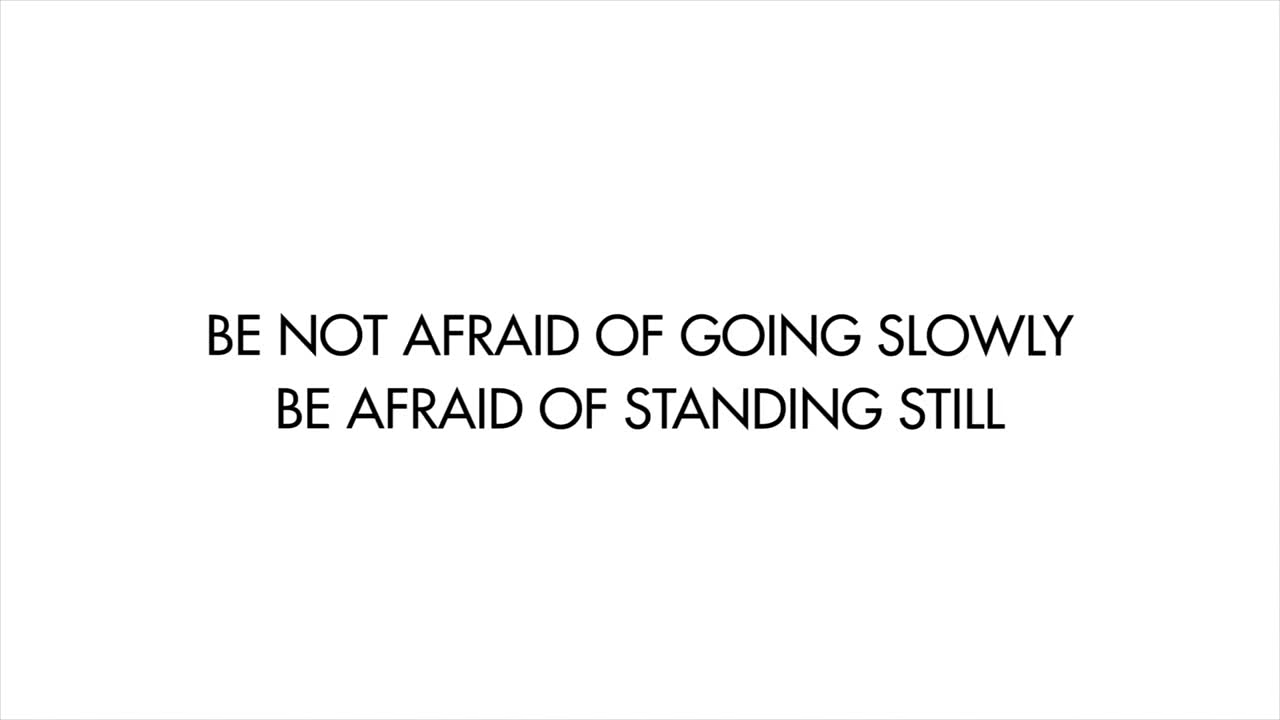 BE NOT AFRAID OF GOING SLOWLY
BE AFRAID OF STANDING STILL